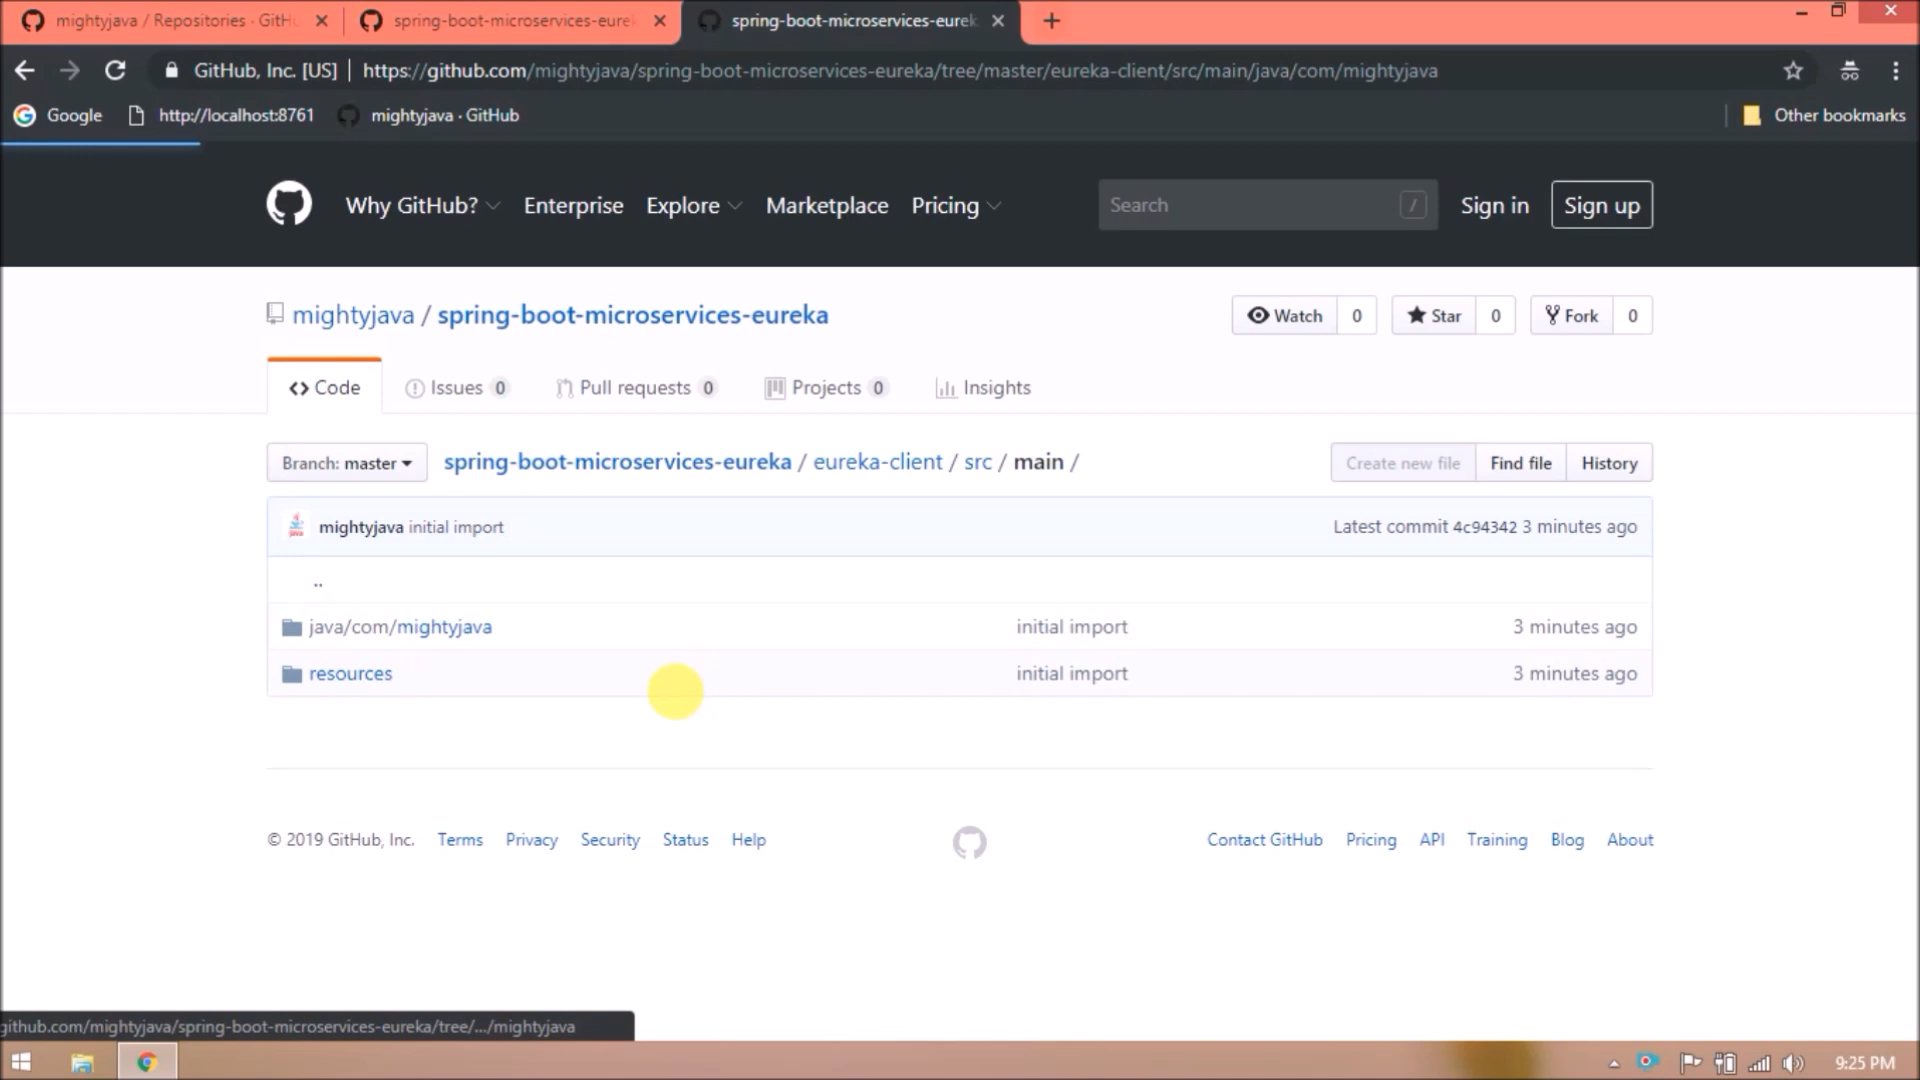 mightyjava / Repositories · GitHu
spring-boot-microservices-eurek
spring-boot-microservices-eurek
GitHub, Inc. [US] https://github.com/mightyjava/spring-boot-microservices-eureka/tree/master/eureka-client/src/main/java/com/mightyjava
Google http://localhost:8761 mightyjava · GitHub Other bookmarks
Why GitHub? Enterprise Explore Marketplace Pricing Search / Sign in Sign up
mightyjava / spring-boot-microservices-eureka Watch 0 Star 0 Fork 0
Code Issues 0 Pull requests 0 Projects 0 Insights
Branch: master spring-boot-microservices-eureka / eureka-client / src / main / Create new file Find file History
mightyjava initial import Latest commit 4c94342 3 minutes ago
..
java/com/mightyjava initial import 3 minutes ago
resources initial import 3 minutes ago
© 2019 GitHub, Inc. Terms Privacy Security Status Help Contact GitHub Pricing API Training Blog About
github.com/mightyjava/spring-boot-microservices-eureka/tree/.../mightyjava
9:25 PM